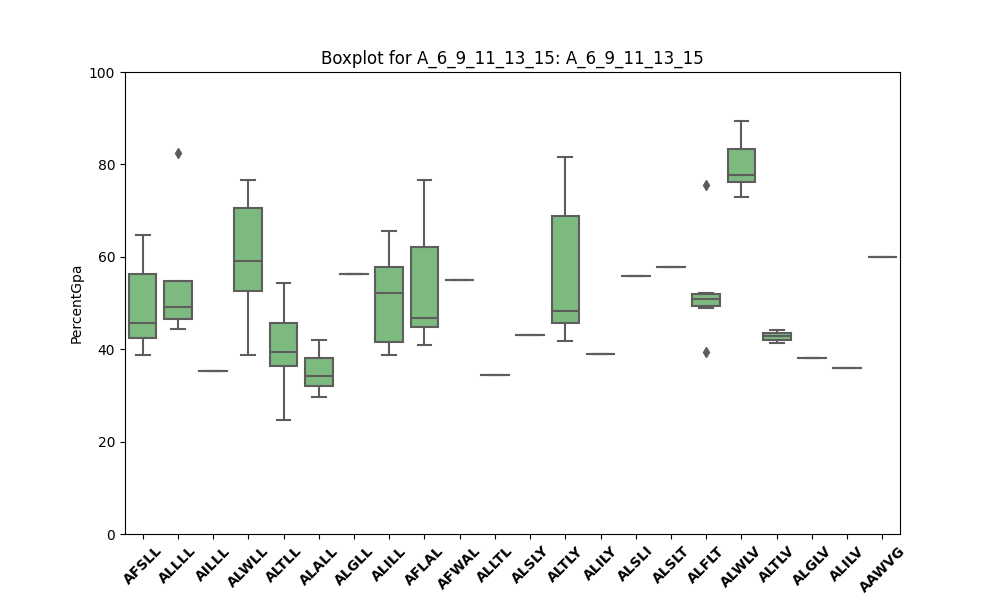 Boxplot for A_6_9_11_13_15: A_6_9_11_13_15
PercentGpa
100
80
60
40
20
0
AFSLL
ALLLL
AILLL
ALWLL
ALTLL
ALALL
ALGLL
ALILL
AFLAL
AFWAL
ALLTL
ALSLY
ALTLY
ALILY
ALSLI
ALSLT
ALFLT
ALWLV
ALTLV
ALGLV
ALILV
AAWVG